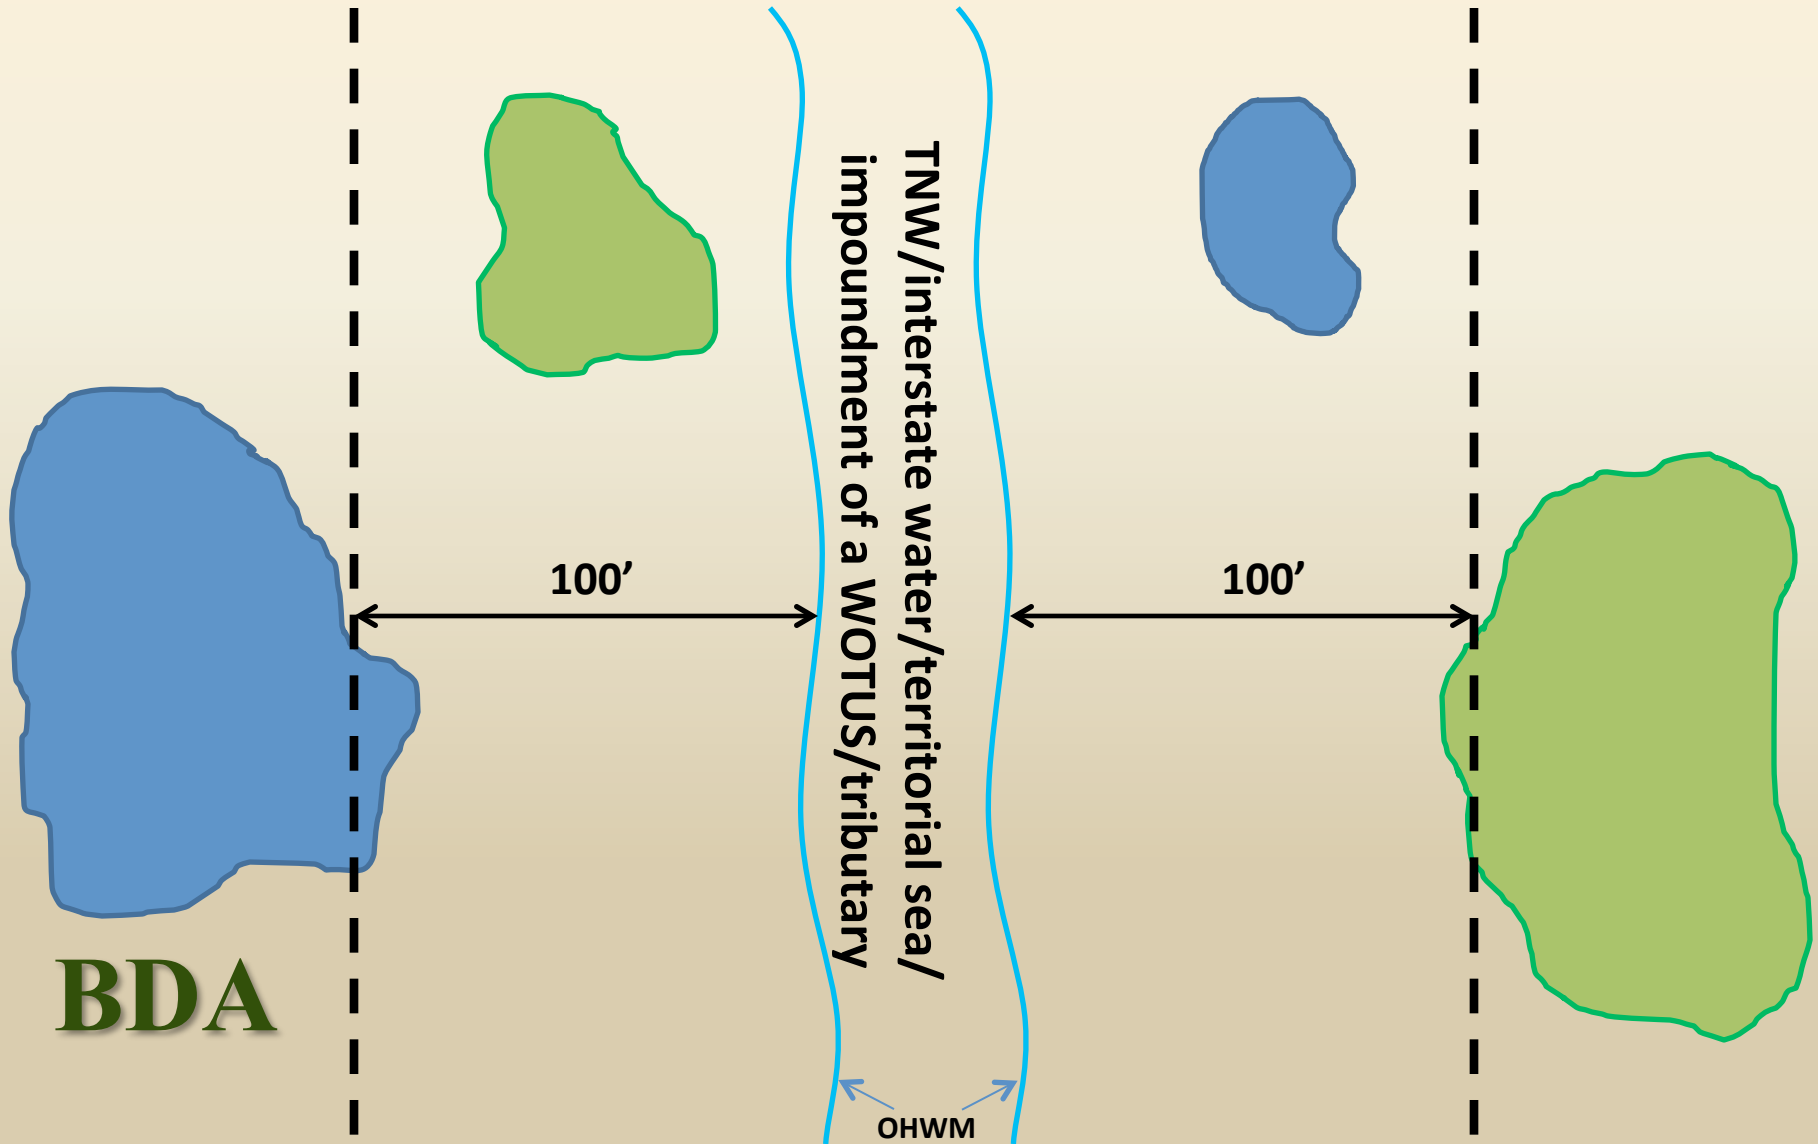 TNW/interstate water/territorial sea/
impoundment of a WOTUS/tributary
100’
100’
BDA
OHWM